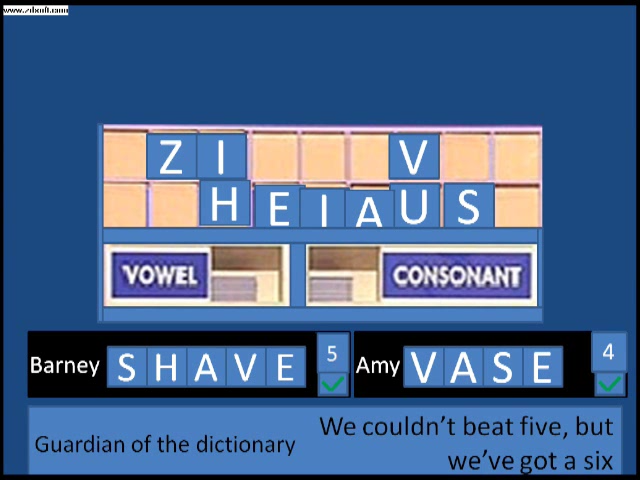 www.zdsoft.com
Z I V
H E I A U S
VOWEL CONSONANT
Barney SHAVE 5 Amy VASE 4
Guardian of the dictionary
We couldn't beat five, but
we've got a six